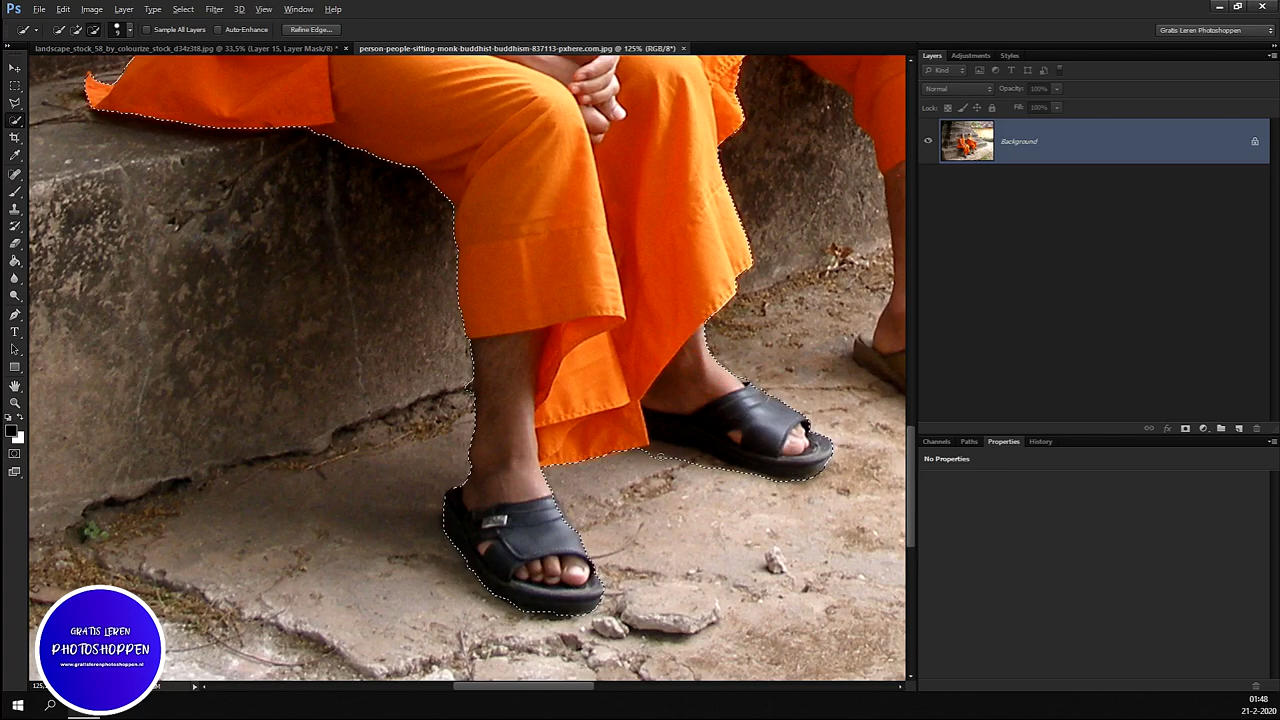 Ps File Edit Image Layer Type Select Filter 3D View Window Help
9 Sample All Layers Auto-Enhance Refine Edge... Gratis Leren Photoshoppen
landscape_stock_58_by_colourize_stock_d34z3t8.jpg @ 33,5% (Layer 15, Layer Mask/8) * × person-people-sitting-monk-buddhist-buddhism-837113-pxhere.com.jpg @ 125% (RGB/8*) ×
Layers Adjustments Styles
Kind
Normal Opacity: 100%
Lock: Fill: 100%
Background
Channels Paths Properties History
No Properties
GRATIS LEREN
PHOTOSHOPPEN
www.gratislerenphotoshoppen.nl
01:48
21-2-2020